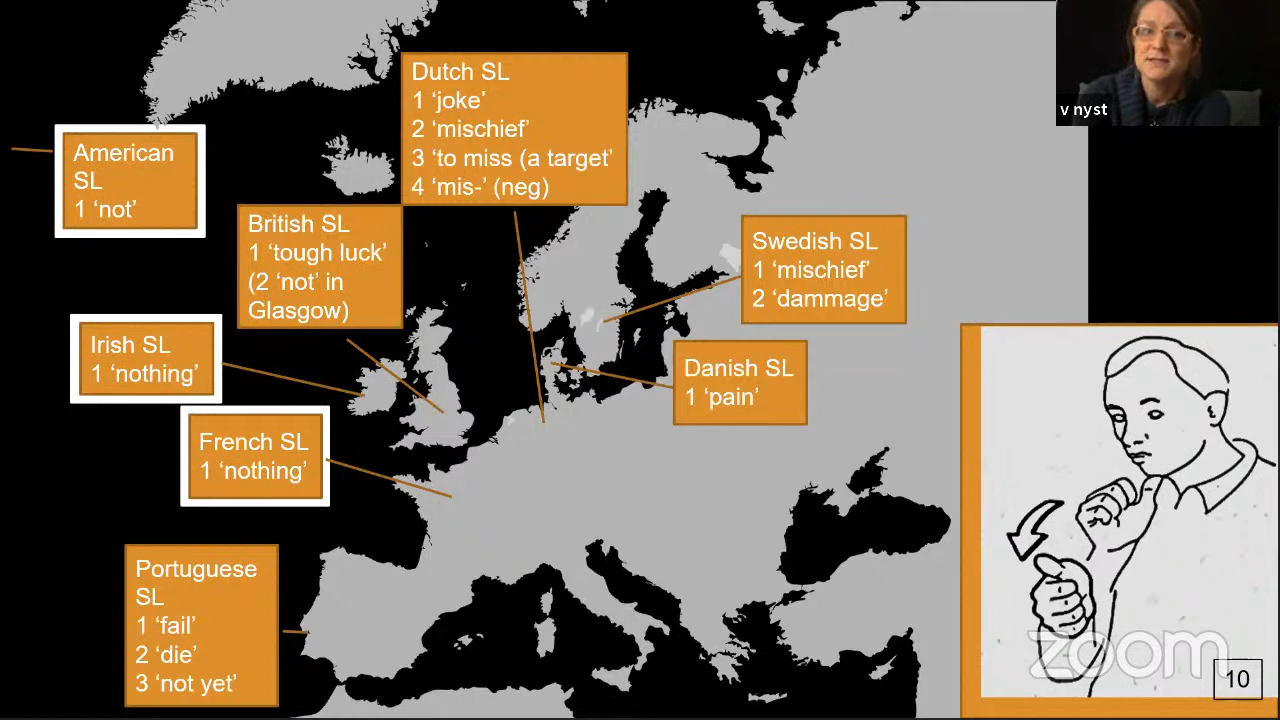 American
SL
1 ‘not’
Dutch SL
1 ‘joke’
2 ‘mischief’
3 ‘to miss (a target’
4 ‘mis-’ (neg)
v nyst
British SL
1 ‘tough luck’
(2 ‘not’ in
Glasgow)
Swedish SL
1 ‘mischief’
2 ‘dammage’
Irish SL
1 ‘nothing’
Danish SL
1 ‘pain’
French SL
1 ‘nothing’
Portuguese
SL
1 ‘fail’
2 ‘die’
3 ‘not yet’
zoom
10